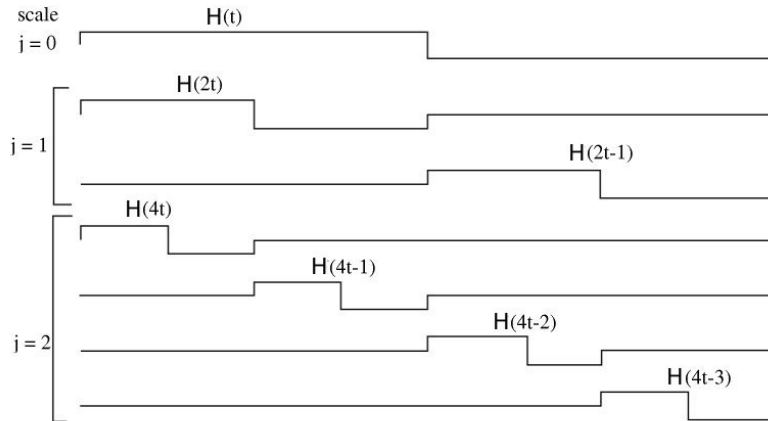 scale
H(t)
j = 0
H(2t)
j = 1
H(2t-1)
H(4t)
H(4t-1)
H(4t-2)
j = 2
H(4t-3)